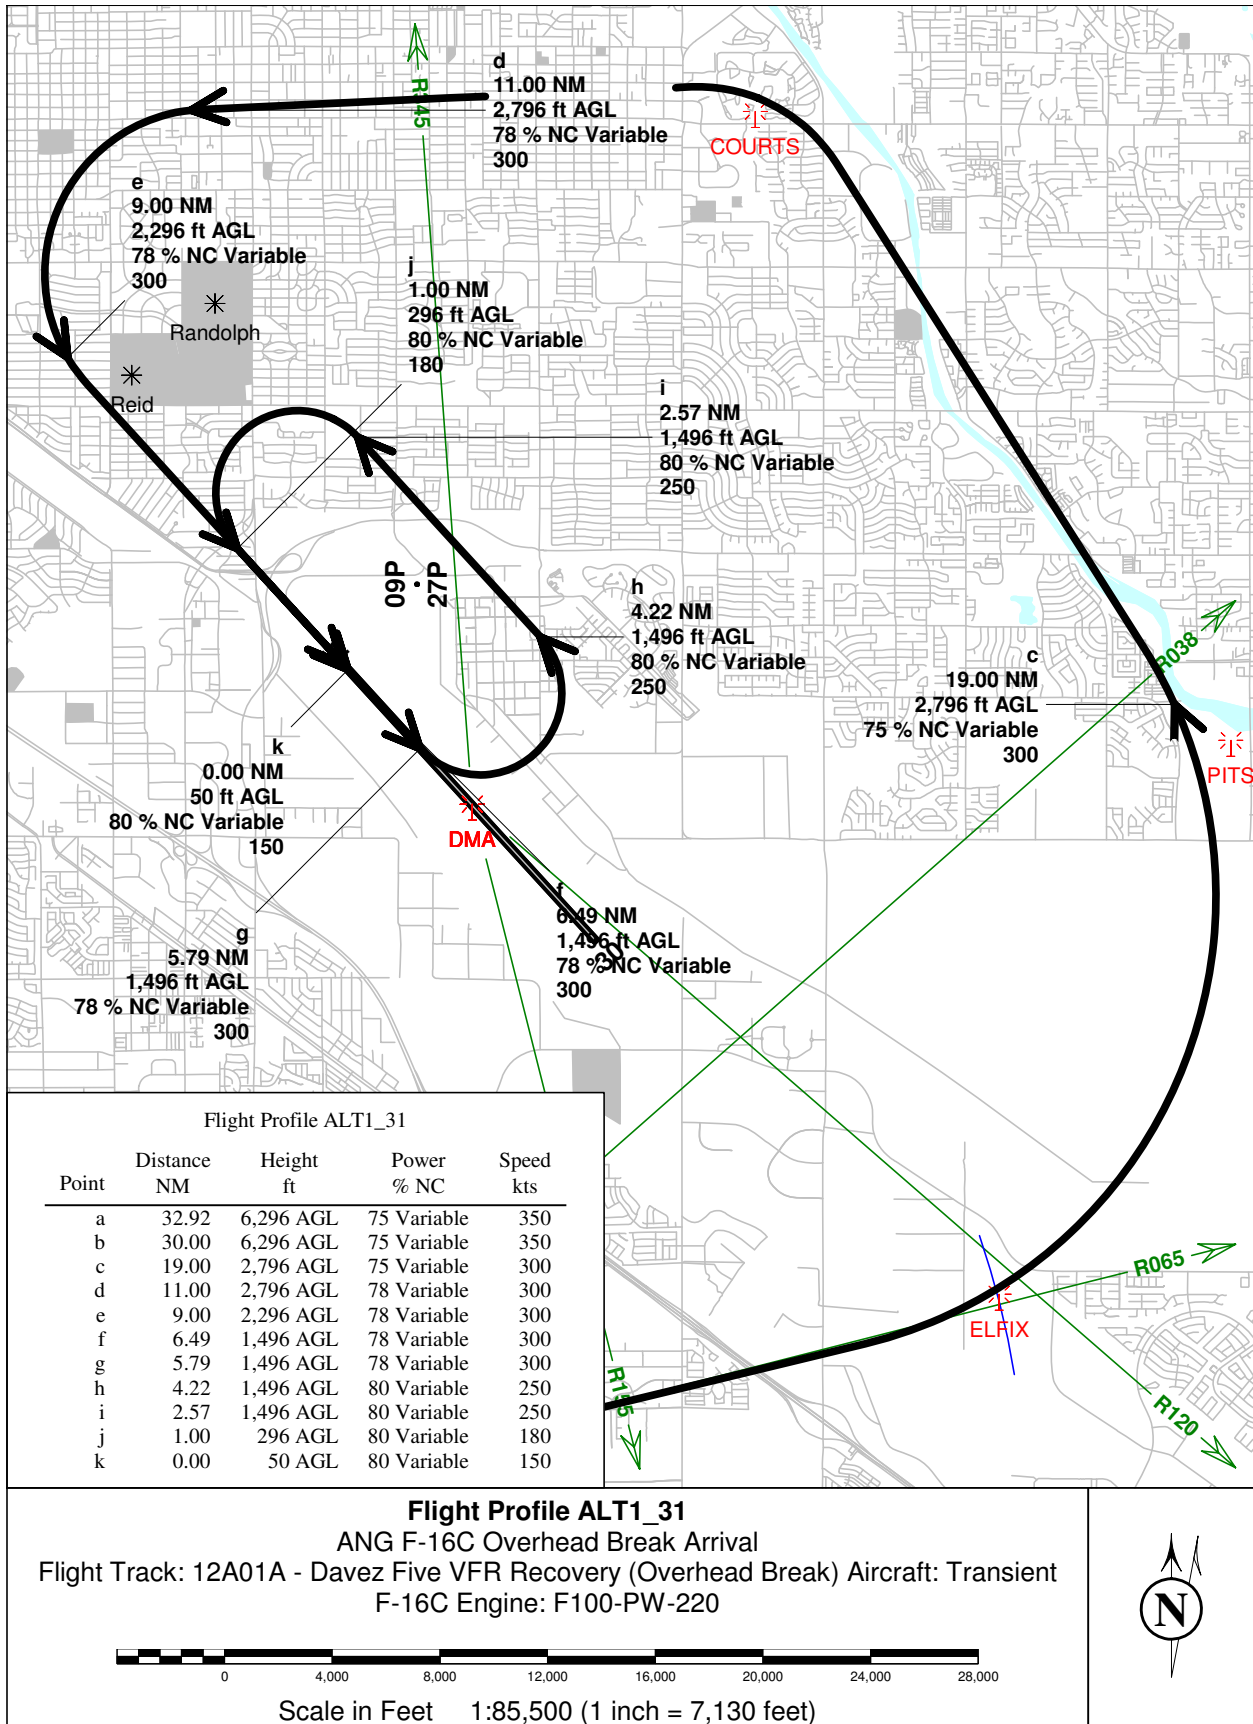 d
11.00 NM
2,796 ft AGL
78 % NC Variable
300
R345
COURTS
e
9.00 NM
2,296 ft AGL
78 % NC Variable
300
Randolph
Reid
j
1.00 NM
296 ft AGL
80 % NC Variable
180
i
2.57 NM
1,496 ft AGL
80 % NC Variable
250
09P
27P
h
4.22 NM
1,496 ft AGL
80 % NC Variable
250
R038
c
19.00 NM
2,796 ft AGL
75 % NC Variable
300
PITS
k
0.00 NM
50 ft AGL
80 % NC Variable
150
DMA
f
6.49 NM
1,496 ft AGL
78 % NC Variable
300
30
g
5.79 NM
1,496 ft AGL
78 % NC Variable
300
R065
ELFIX
R155
R120
Flight Profile ALT1_31
Point Distance NM Height ft Power % NC Speed kts
a 32.92 6,296 AGL 75 Variable 350
b 30.00 6,296 AGL 75 Variable 350
c 19.00 2,796 AGL 75 Variable 300
d 11.00 2,796 AGL 78 Variable 300
e 9.00 2,296 AGL 78 Variable 300
f 6.49 1,496 AGL 78 Variable 300
g 5.79 1,496 AGL 78 Variable 300
h 4.22 1,496 AGL 80 Variable 250
i 2.57 1,496 AGL 80 Variable 250
j 1.00 296 AGL 80 Variable 180
k 0.00 50 AGL 80 Variable 150
Flight Profile ALT1_31
ANG F-16C Overhead Break Arrival
Flight Track: 12A01A - Davez Five VFR Recovery (Overhead Break) Aircraft: Transient
F-16C Engine: F100-PW-220
0 4,000 8,000 12,000 16,000 20,000 24,000 28,000
Scale in Feet 1:85,500 (1 inch = 7,130 feet)
N